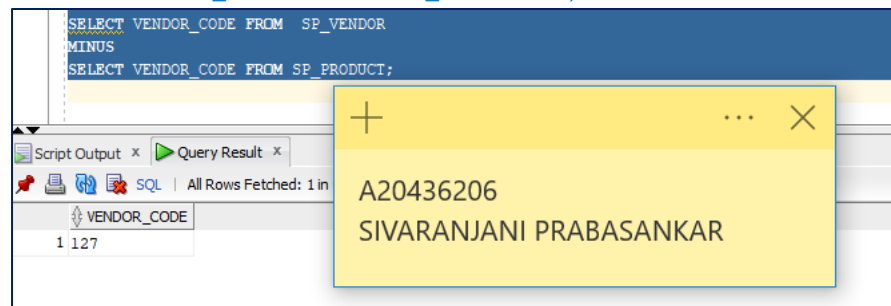 SELECT VENDOR_CODE FROM  SP_VENDOR
MINUS
SELECT VENDOR_CODE FROM SP_PRODUCT;
+ ... ×
Script Output × Query Result ×
SQL | All Rows Fetched: 1 in
A20436206
SIVARANJANI PRABASANKAR
VENDOR_CODE
1 127